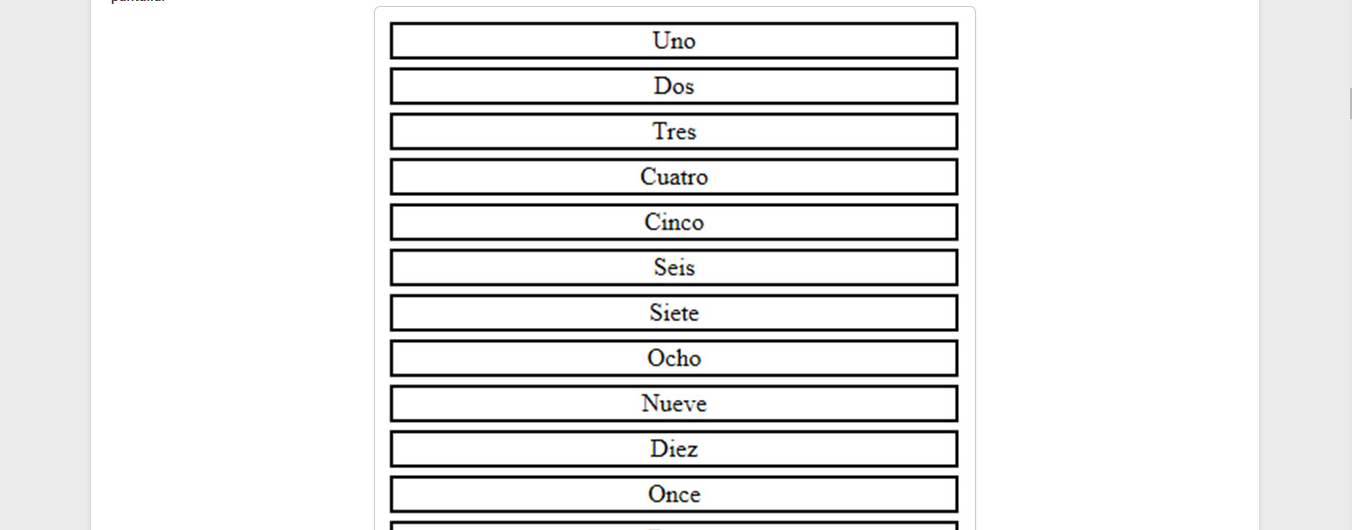 Uno
Dos
Tres
Cuatro
Cinco
Seis
Siete
Ocho
Nueve
Diez
Once